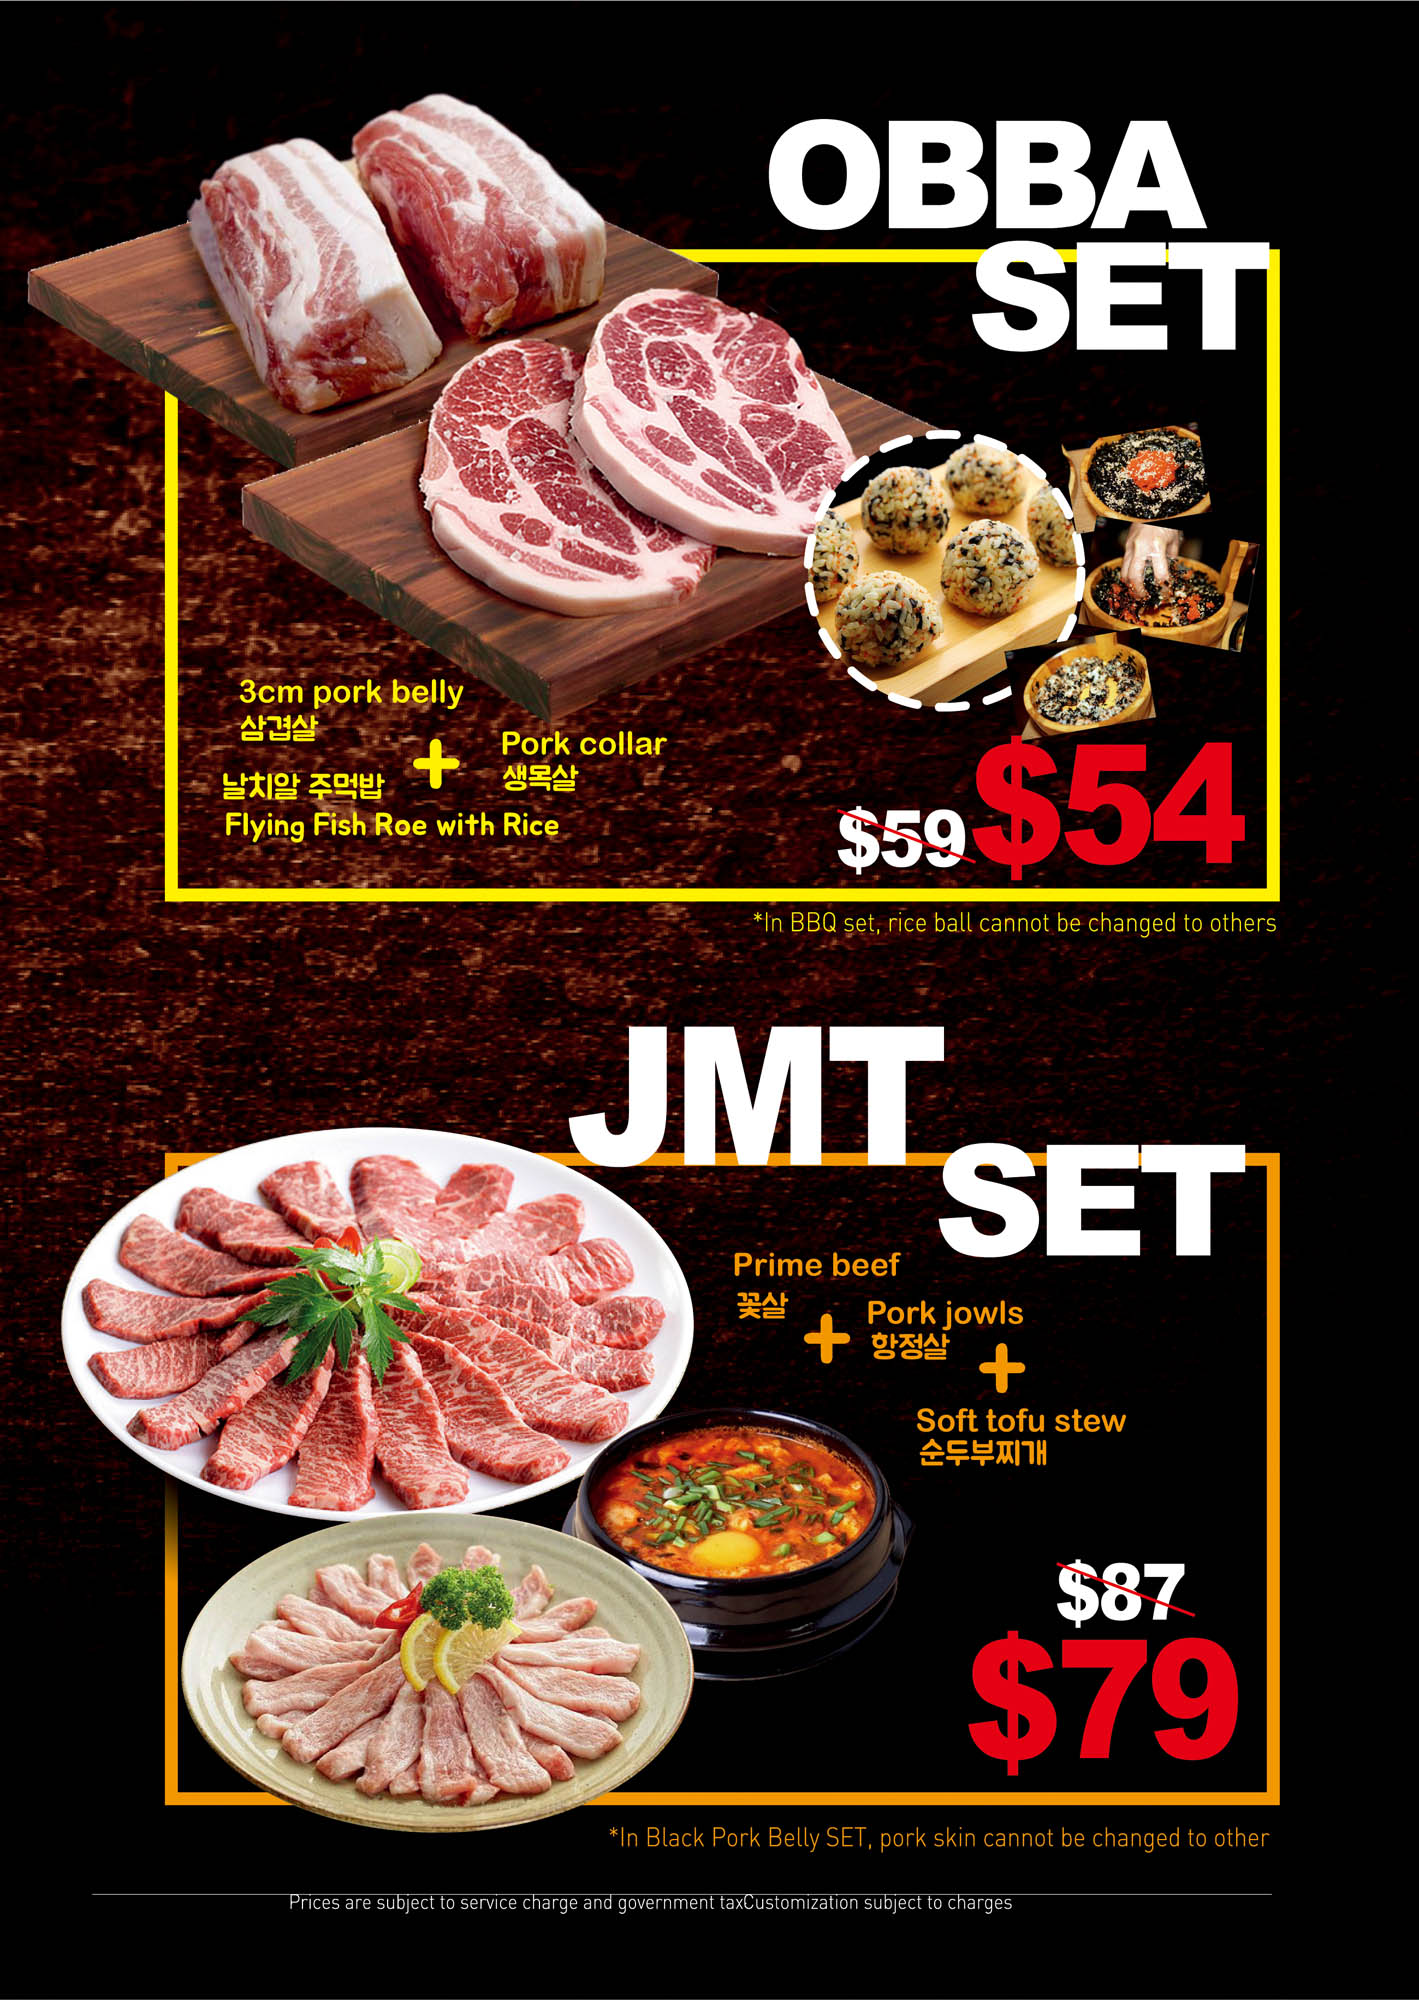 OBBA
SET
3cm pork belly
삼겹살
+
Pork collar
생목살
날치알 주먹밥
Flying Fish Roe with Rice
$59
$54
*In BBQ set, rice ball cannot be changed to others
JMT
SET
Prime beef
꽃살
+
Pork jowls
항정살
+
Soft tofu stew
순두부찌개
$87
$79
*In Black Pork Belly SET, pork skin cannot be changed to other
Prices are subject to service charge and government taxCustomization subject to charges